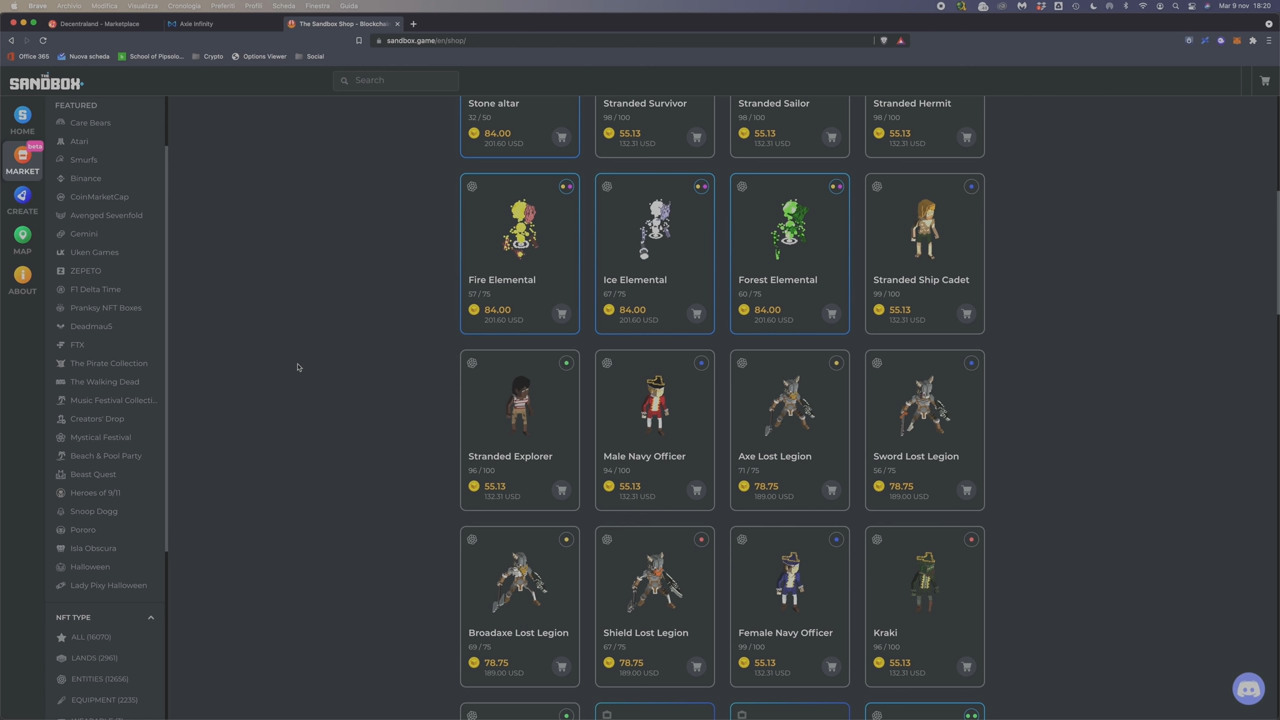 Brave Archivio Modifica Visualizza Cronologia Preferiti Profili Scheda Finestra Guida
Mar 9 nov 18:20
Decentraland - Marketplace
Axie Infinity
The Sandbox Shop - Blockchain
sandbox.game/en/shop/
Office 365
Nuova scheda
School of Pipsolo...
Crypto
Options Viewer
Social
THE
SANDBOX
Search
HOME
beta
MARKET
CREATE
MAP
ABOUT
FEATURED
Care Bears
Atari
Smurfs
Binance
CoinMarketCap
Avenged Sevenfold
Gemini
Uken Games
ZEPETO
F1 Delta Time
Pranksy NFT Boxes
Deadmau5
FTX
The Pirate Collection
The Walking Dead
Music Festival Collecti...
Creators' Drop
Mystical Festival
Beach & Pool Party
Beast Quest
Heroes of 9/11
Snoop Dogg
Pororo
Isla Obscura
Halloween
Lady Pixy Halloween
NFT TYPE
ALL (16070)
LANDS (2961)
ENTITIES (12656)
EQUIPMENT (2235)
Stone altar
32 / 50
84.00
201.60 USD
Stranded Survivor
98 / 100
55.13
132.31 USD
Stranded Sailor
98 / 100
55.13
132.31 USD
Stranded Hermit
98 / 100
55.13
132.31 USD
Fire Elemental
57 / 75
84.00
201.60 USD
Ice Elemental
67 / 75
84.00
201.60 USD
Forest Elemental
60 / 75
84.00
201.60 USD
Stranded Ship Cadet
99 / 100
55.13
132.31 USD
Stranded Explorer
96 / 100
55.13
132.31 USD
Male Navy Officer
94 / 100
55.13
132.31 USD
Axe Lost Legion
71 / 75
78.75
189.00 USD
Sword Lost Legion
56 / 75
78.75
189.00 USD
Broadaxe Lost Legion
69 / 75
78.75
189.00 USD
Shield Lost Legion
67 / 75
78.75
189.00 USD
Female Navy Officer
99 / 100
55.13
132.31 USD
Kraki
96 / 100
55.13
132.31 USD